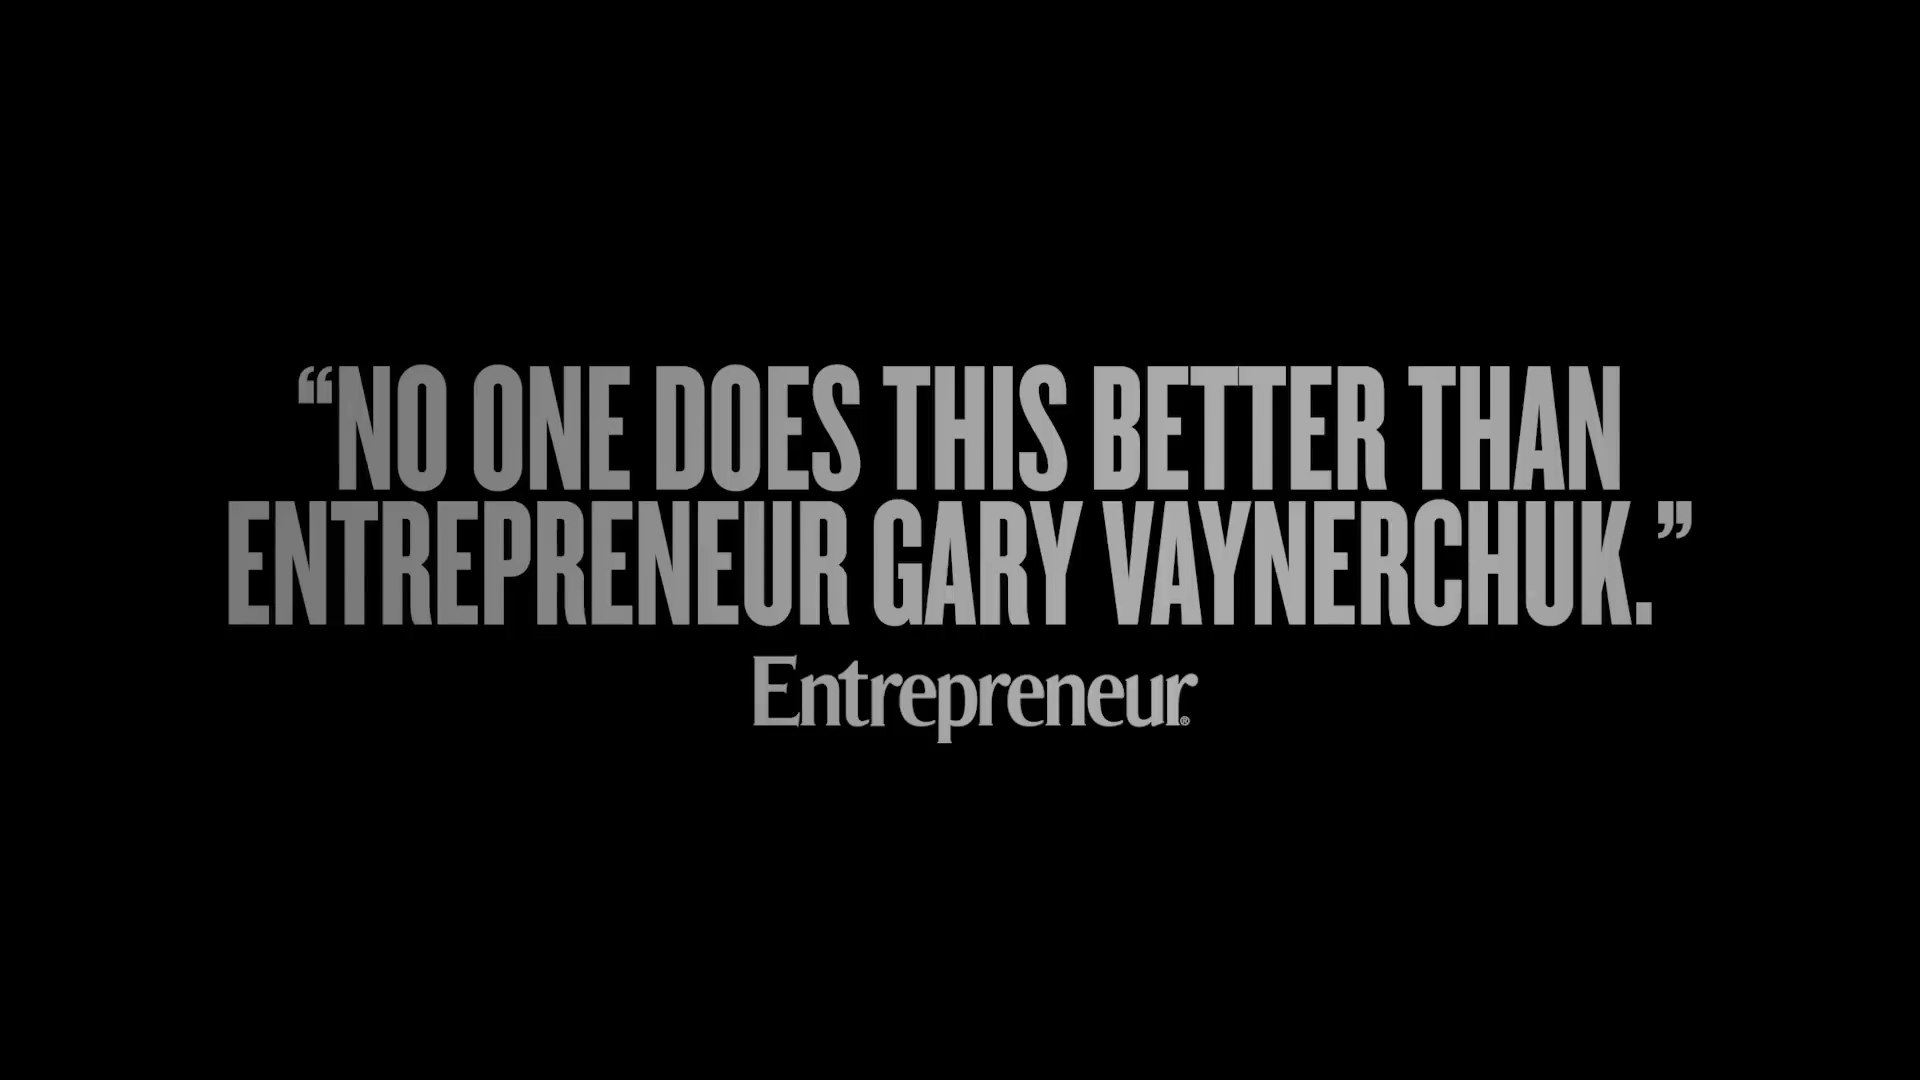 “NO ONE DOES THIS BETTER THAN
ENTREPRENEUR GARY VAYNERCHUK.”
Entrepreneur®